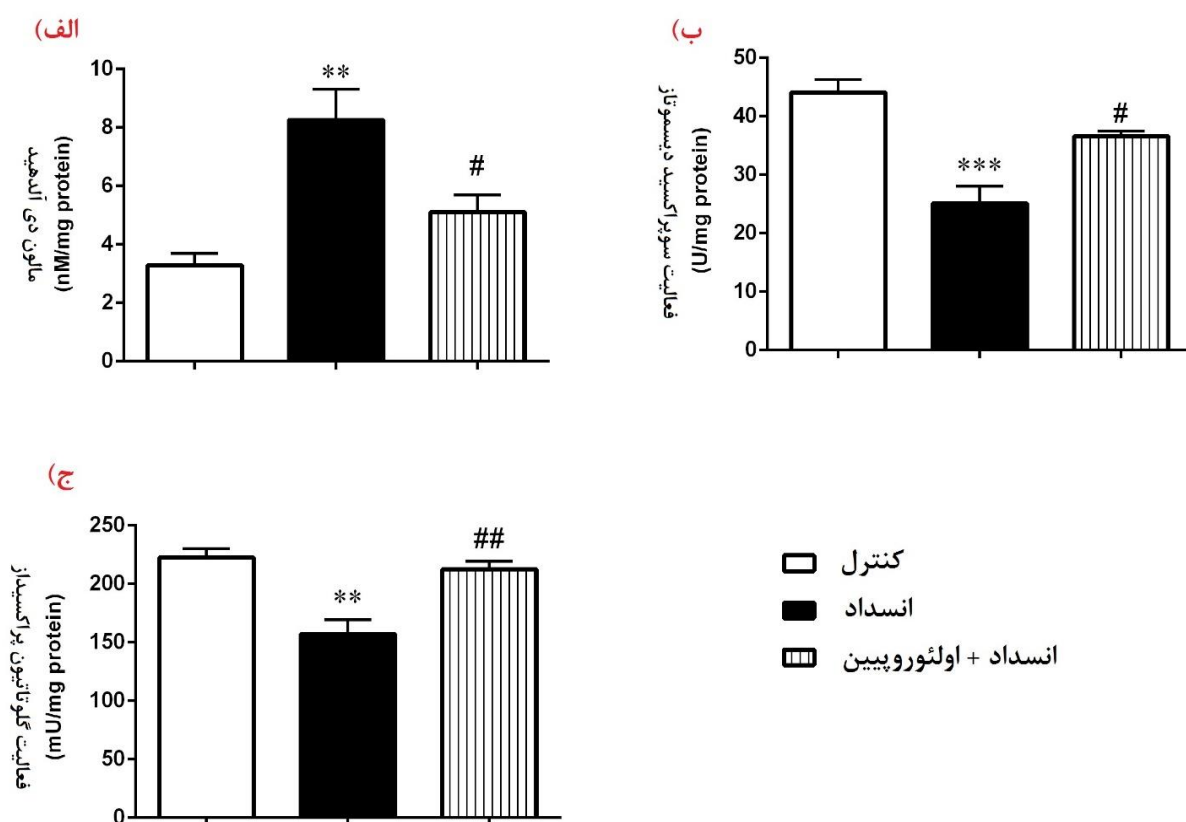 الف)
مالون دی آلدهید
(nM/mg protein)
10
8
6
4
2
0
**
#
ب)
فعالیت سوپراکسید دیسموتاز
(U/mg protein)
50
40
30
20
10
0
***
#
ج)
فعالیت گلوتاتیون پراکسیداز
(mU/mg protein)
250
200
150
100
50
0
**
##
کنترل
انسداد
انسداد + اولئوروپیین